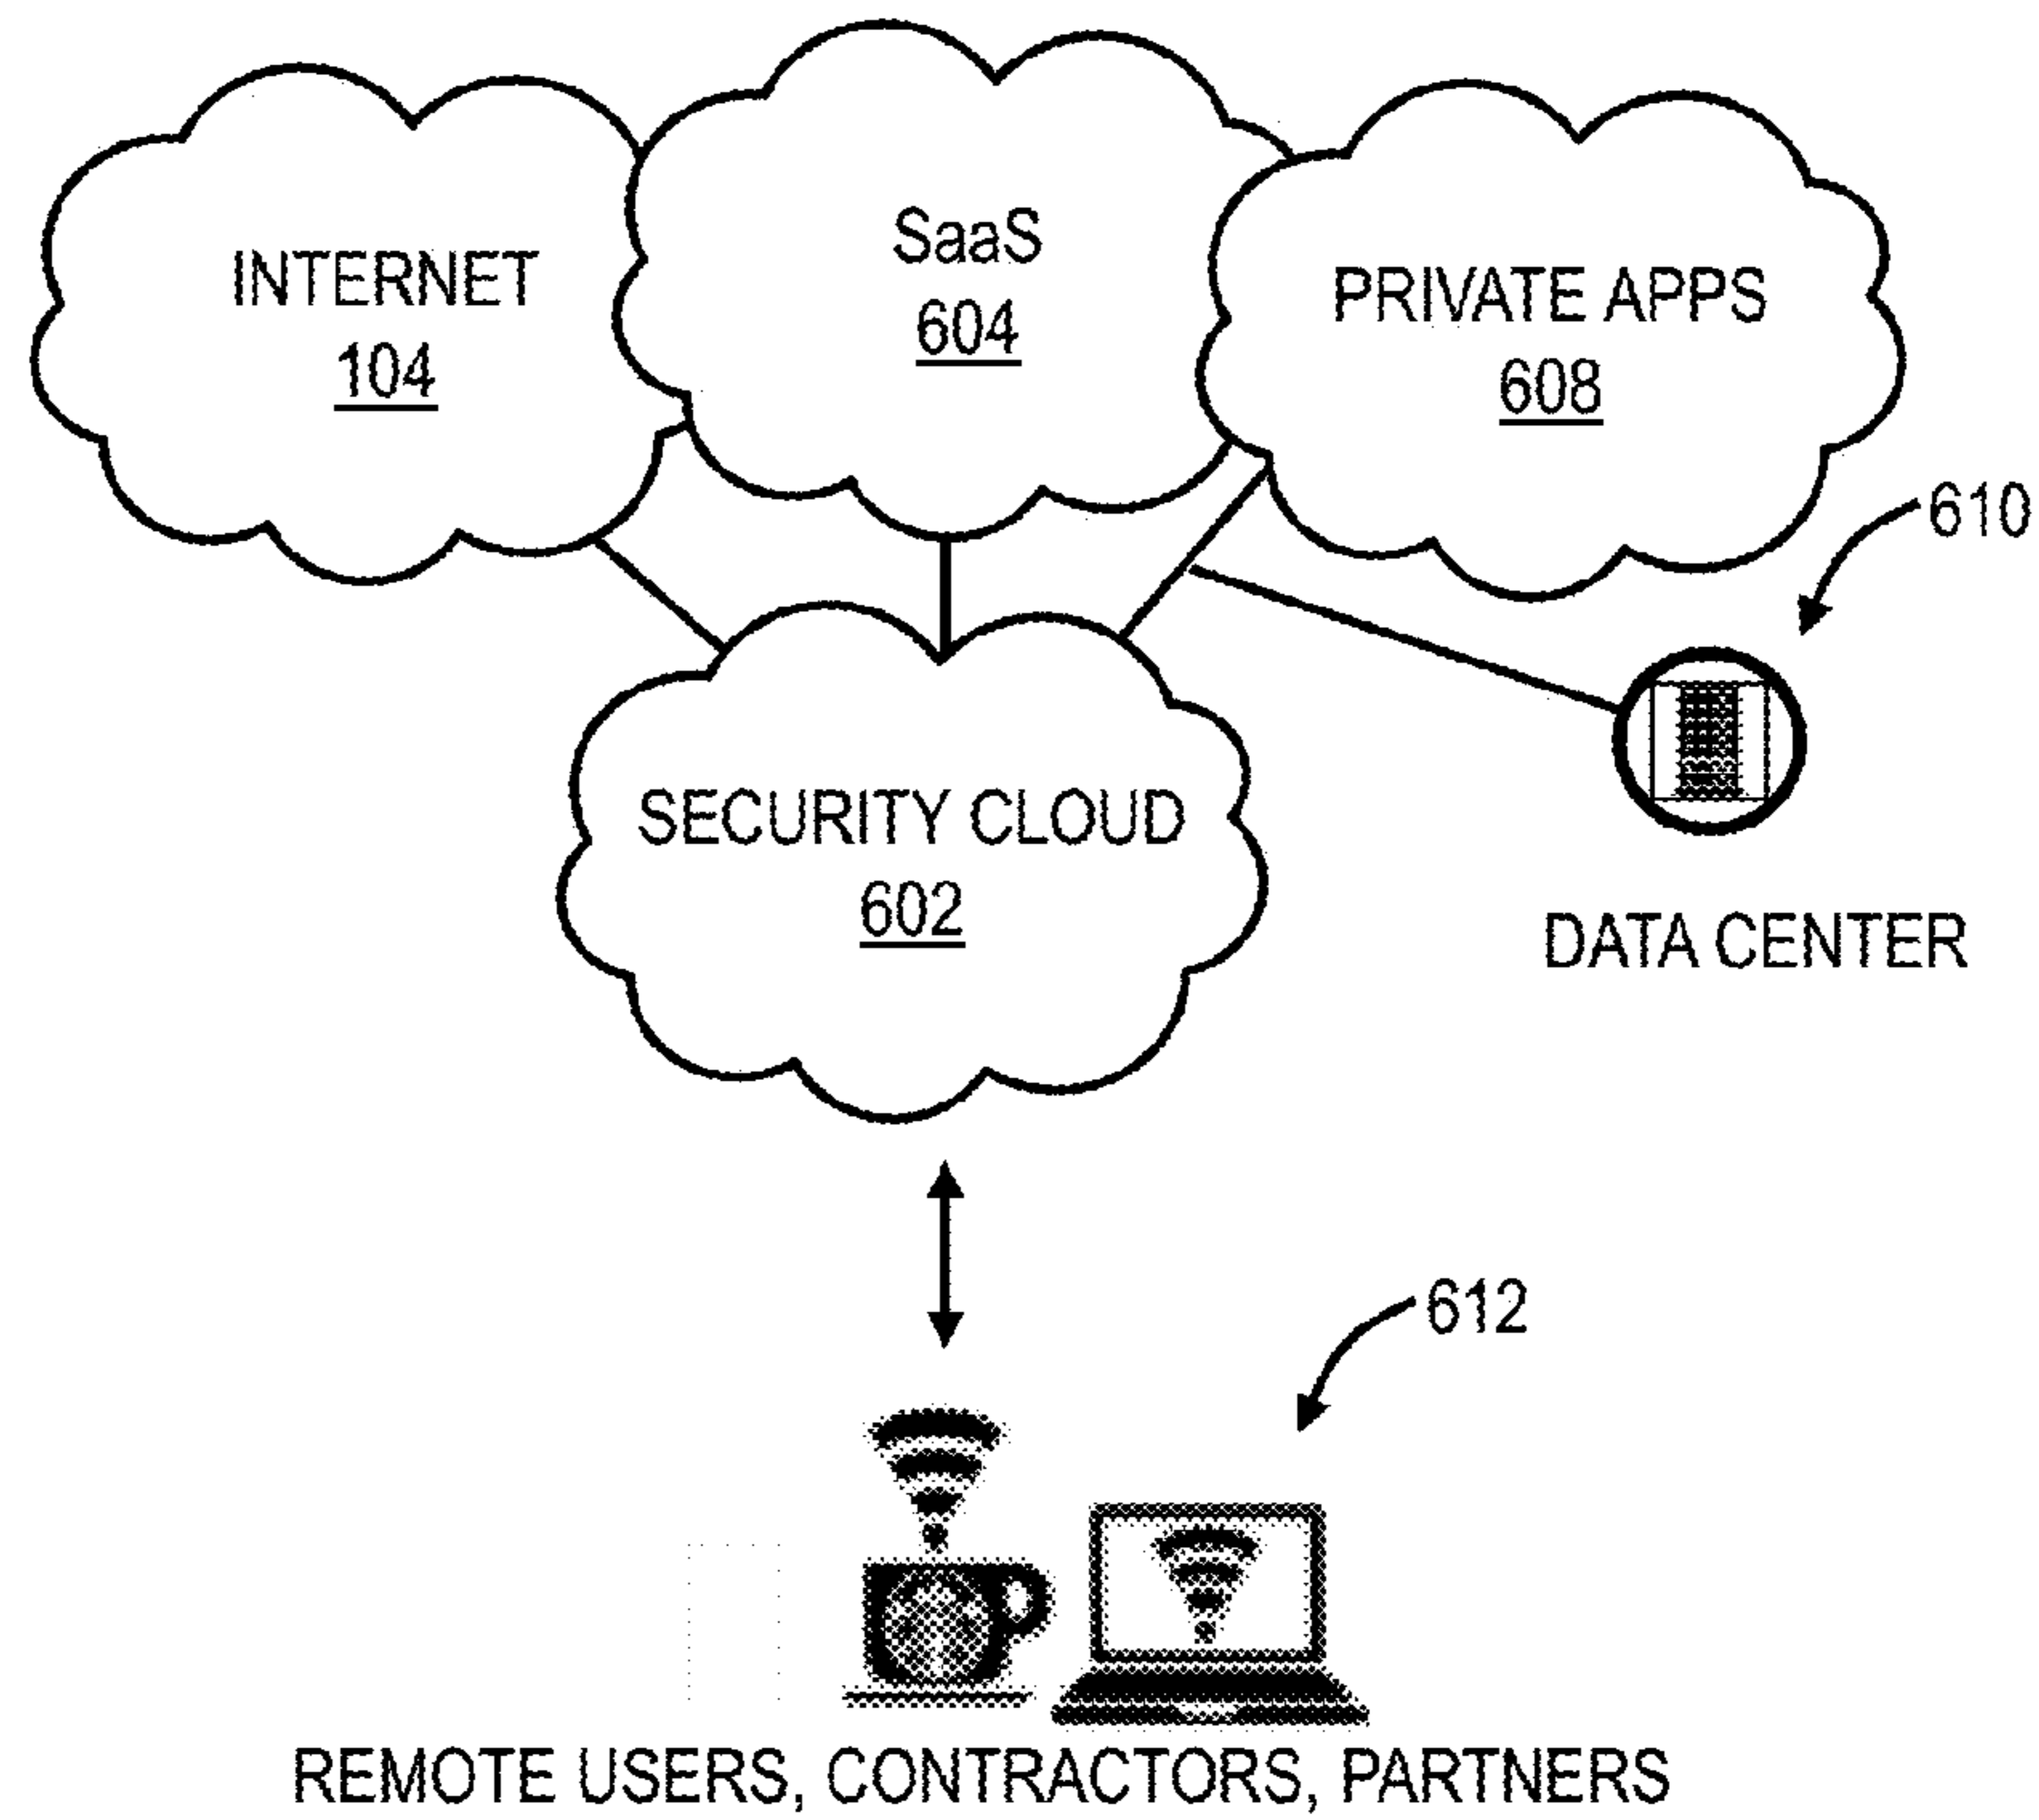 INTERNET
104
SaaS
604
PRIVATE APPS
608
610
SECURITY CLOUD
602
DATA CENTER
612
REMOTE USERS, CONTRACTORS, PARTNERS